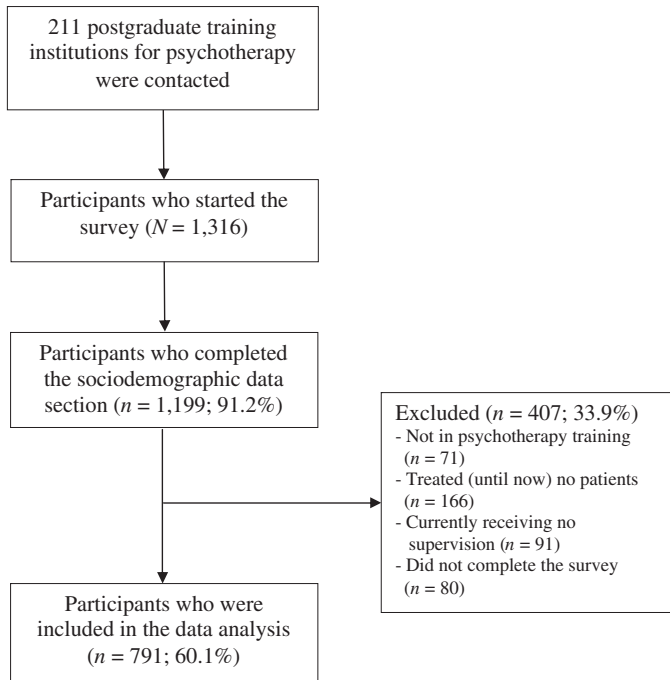 211 postgraduate training
institutions for psychotherapy
were contacted
Participants who started the
survey (N = 1,316)
Participants who completed
the sociodemographic data
section (n = 1,199; 91.2%)
Excluded (n = 407; 33.9%)
- Not in psychotherapy training
(n = 71)
- Treated (until now) no patients
(n = 166)
- Currently receiving no
supervision (n = 91)
- Did not complete the survey
(n = 80)
Participants who were
included in the data analysis
(n = 791; 60.1%)